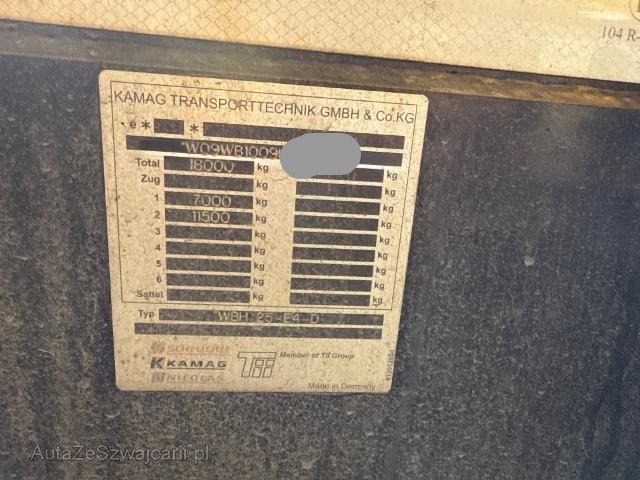 104 R-
KAMAG TRANSPORTTECHNIK GMBH & Co.KG
e* *
*W09WB1009
Total 18000 kg kg
Zug kg kg
1 7000 kg kg
2 11500 kg kg
3 kg kg
4 kg kg
5 kg kg
6 kg kg
Sattel kg kg
Typ WBH 25-E4-D
SCHEUERLE
KAMAG
NICOLAS
TII Member of TII Group
Made in Germany
AutaZeSzwajcarii.pl